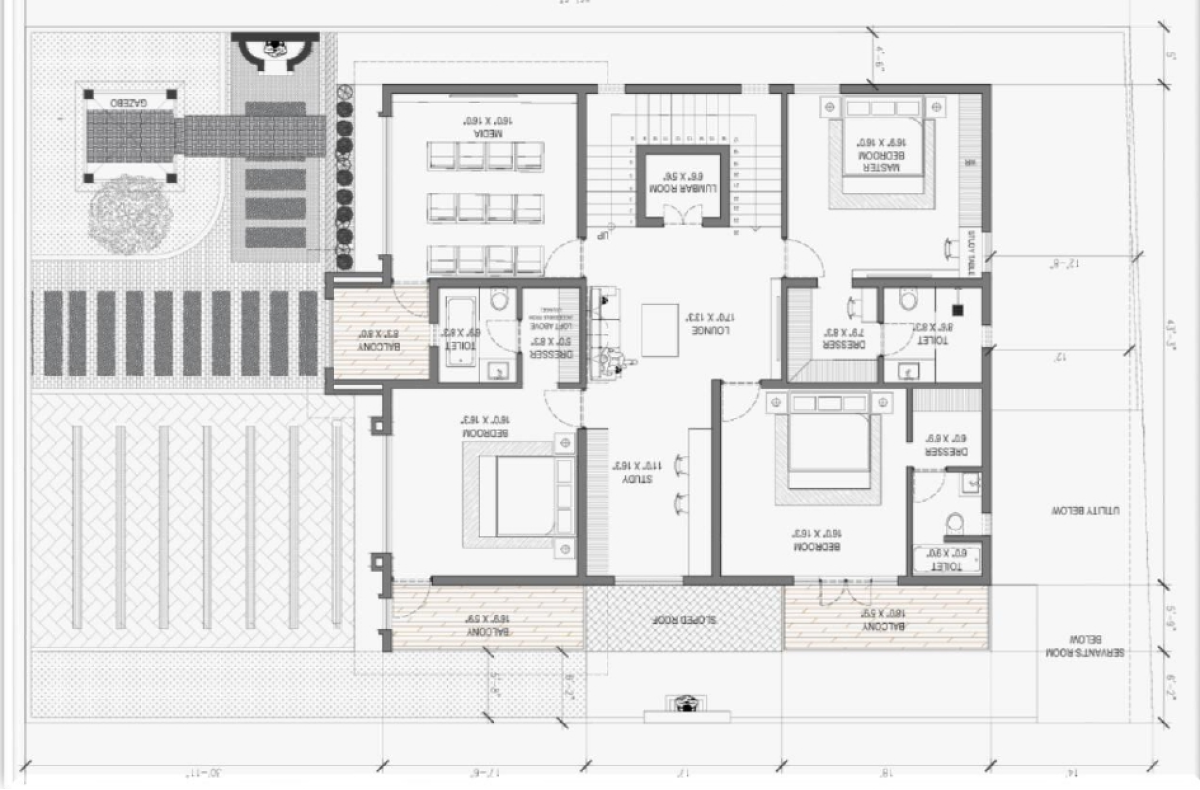 14'
18'
17'
17'-6"
30'-11"
6'-2"
6'-2"
5'-8"
SERVANT'S ROOM
BELOW
5'-9"
BALCONY
16'0" X 5'0"
SLOPED ROOF
BALCONY
16'9" X 5'9"
TOILET
6'0" X 9'0"
BEDROOM
16'0" X 16'3"
UTILITY BELOW
STUDY
11'0" X 16'3"
DRESSER
6'0" X 6'9"
BEDROOM
16'0" X 16'3"
TOILET
8'6" X 8'3"
DRESSER
7'9" X 8'3"
LOUNGE
17'0" X 13'3"
DRESSER
5'0" X 8'3"
LOFT ABOVE
TOILET
6'9" X 8'3"
BALCONY
8'3" X 8'0"
13'
43'-3"
12'-8"
STUDY TABLE
UP
LUMBAR ROOM
6'6" X 5'6"
WR
MASTER
BEDROOM
16'9" X 16'0"
MEDIA
16'0" X 16'0"
GAZEBO
4'-6"
5'